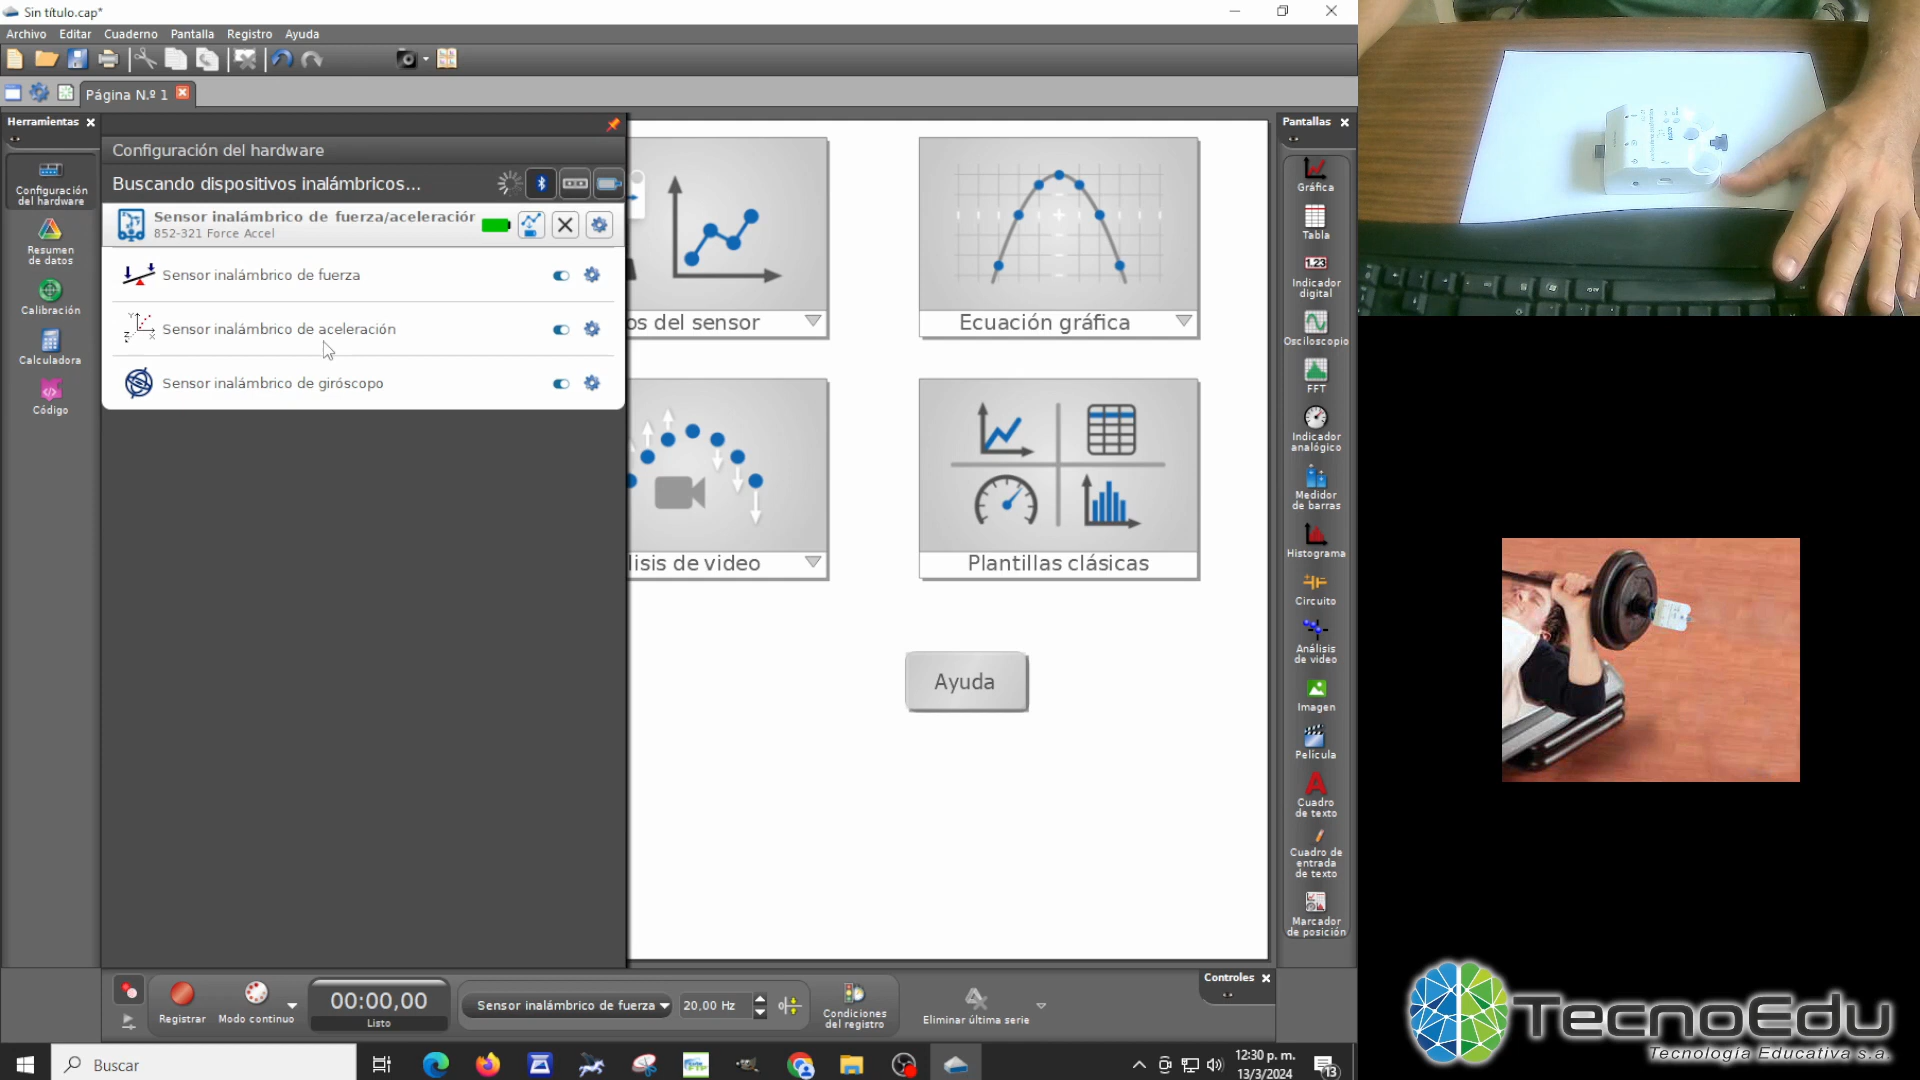 Sin título.cap*
Archivo Editar Cuaderno Pantalla Registro Ayuda
Página N.º 1
Herramientas
Configuración
del hardware
Resumen
de datos
Calibración
Calculadora
Código
Configuración del hardware
Buscando dispositivos inalámbricos...
Sensor inalámbrico de fuerza/aceleración
852-321 Force Accel
Sensor inalámbrico de fuerza
Sensor inalámbrico de aceleración
Sensor inalámbrico de giróscopo
os del sensor
Ecuación gráfica
lisis de video
Plantillas clásicas
Ayuda
Pantallas
Gráfica
Tabla
1.23
Indicador
digital
Osciloscopio
FFT
Indicador
analógico
Medidor
de barras
Histograma
Circuito
Análisis
de video
Imagen
Película
Cuadro
de texto
Cuadro de
entrada
de texto
Marcador
de posición
Registrar
Modo continuo
00:00,00
Listo
Sensor inalámbrico de fuerza
20,00 Hz
Condiciones
del registro
Eliminar última serie
Controles
Buscar
12:30 p. m.
13/3/2024
13
TecnoEdu
Tecnología Educativa s.a.